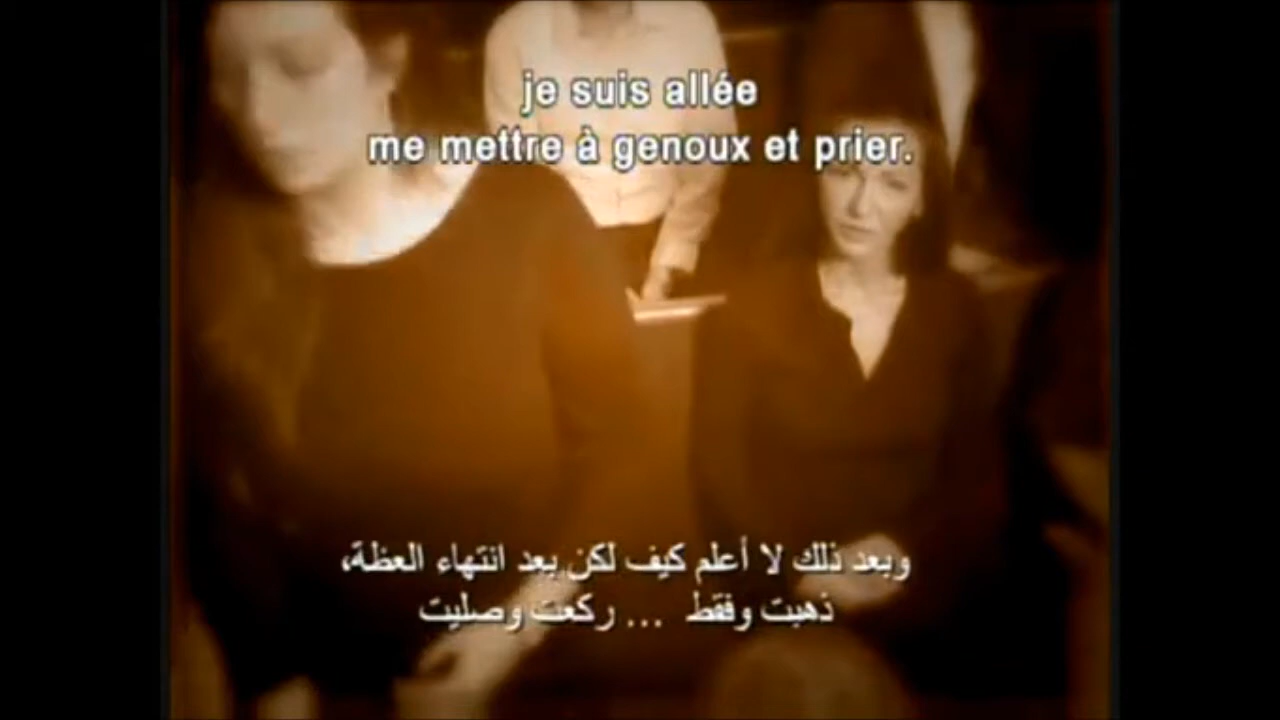 je suis allée
me mettre à genoux et prier.
وبعد ذلك لا أعلم كيف لكن بعد انتهاء العظة،
ذهبت وفقط ... ركعت وصليت